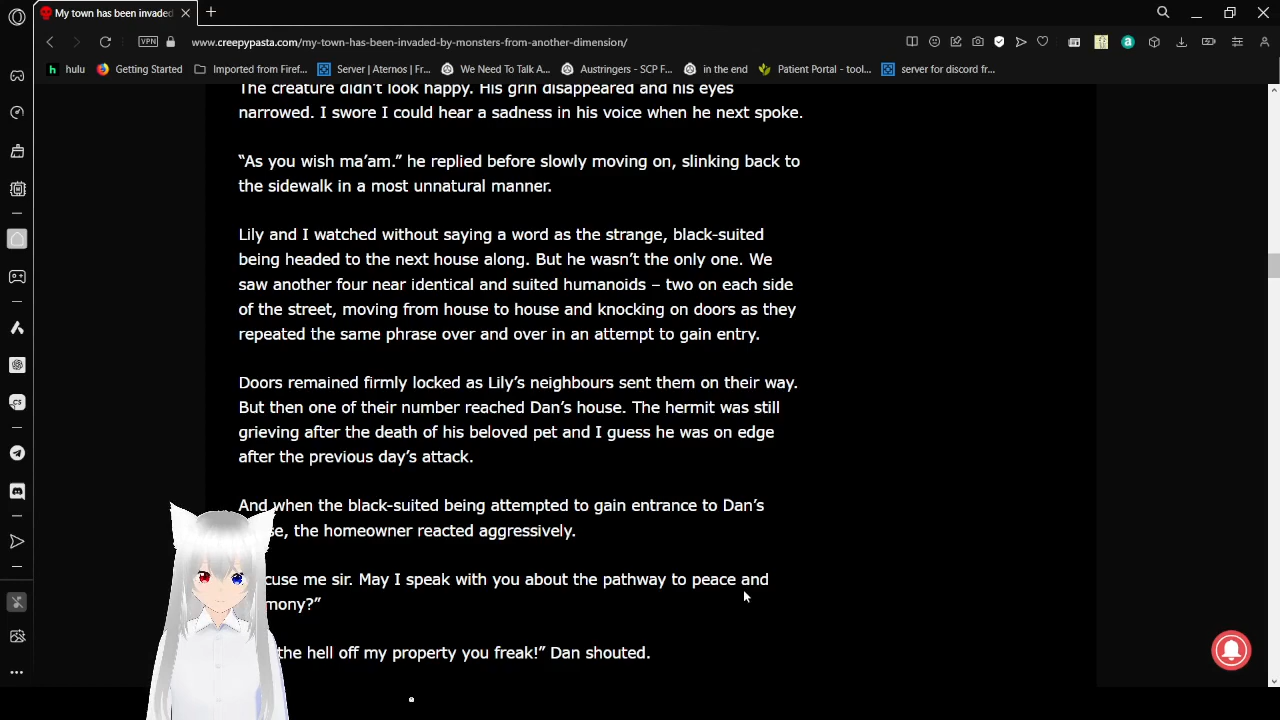 My town has been invaded
www.creepypasta.com/my-town-has-been-invaded-by-monsters-from-another-dimension/
VPN
hulu
Getting Started
Imported from Firef...
Server | Aternos | Fr...
We Need To Talk A...
Austringers - SCP F...
in the end
Patient Portal - tool...
server for discord fr...
The creature didn't look happy. His grin disappeared and his eyes
narrowed. I swore I could hear a sadness in his voice when he next spoke.
“As you wish ma’am.” he replied before slowly moving on, slinking back to
the sidewalk in a most unnatural manner.
Lily and I watched without saying a word as the strange, black-suited
being headed to the next house along. But he wasn’t the only one. We
saw another four near identical and suited humanoids – two on each side
of the street, moving from house to house and knocking on doors as they
repeated the same phrase over and over in an attempt to gain entry.
Doors remained firmly locked as Lily’s neighbours sent them on their way.
But then one of their number reached Dan’s house. The hermit was still
grieving after the death of his beloved pet and I guess he was on edge
after the previous day’s attack.
And when the black-suited being attempted to gain entrance to Dan’s
se, the homeowner reacted aggressively.
cuse me sir. May I speak with you about the pathway to peace and
mony?”
the hell off my property you freak!” Dan shouted.